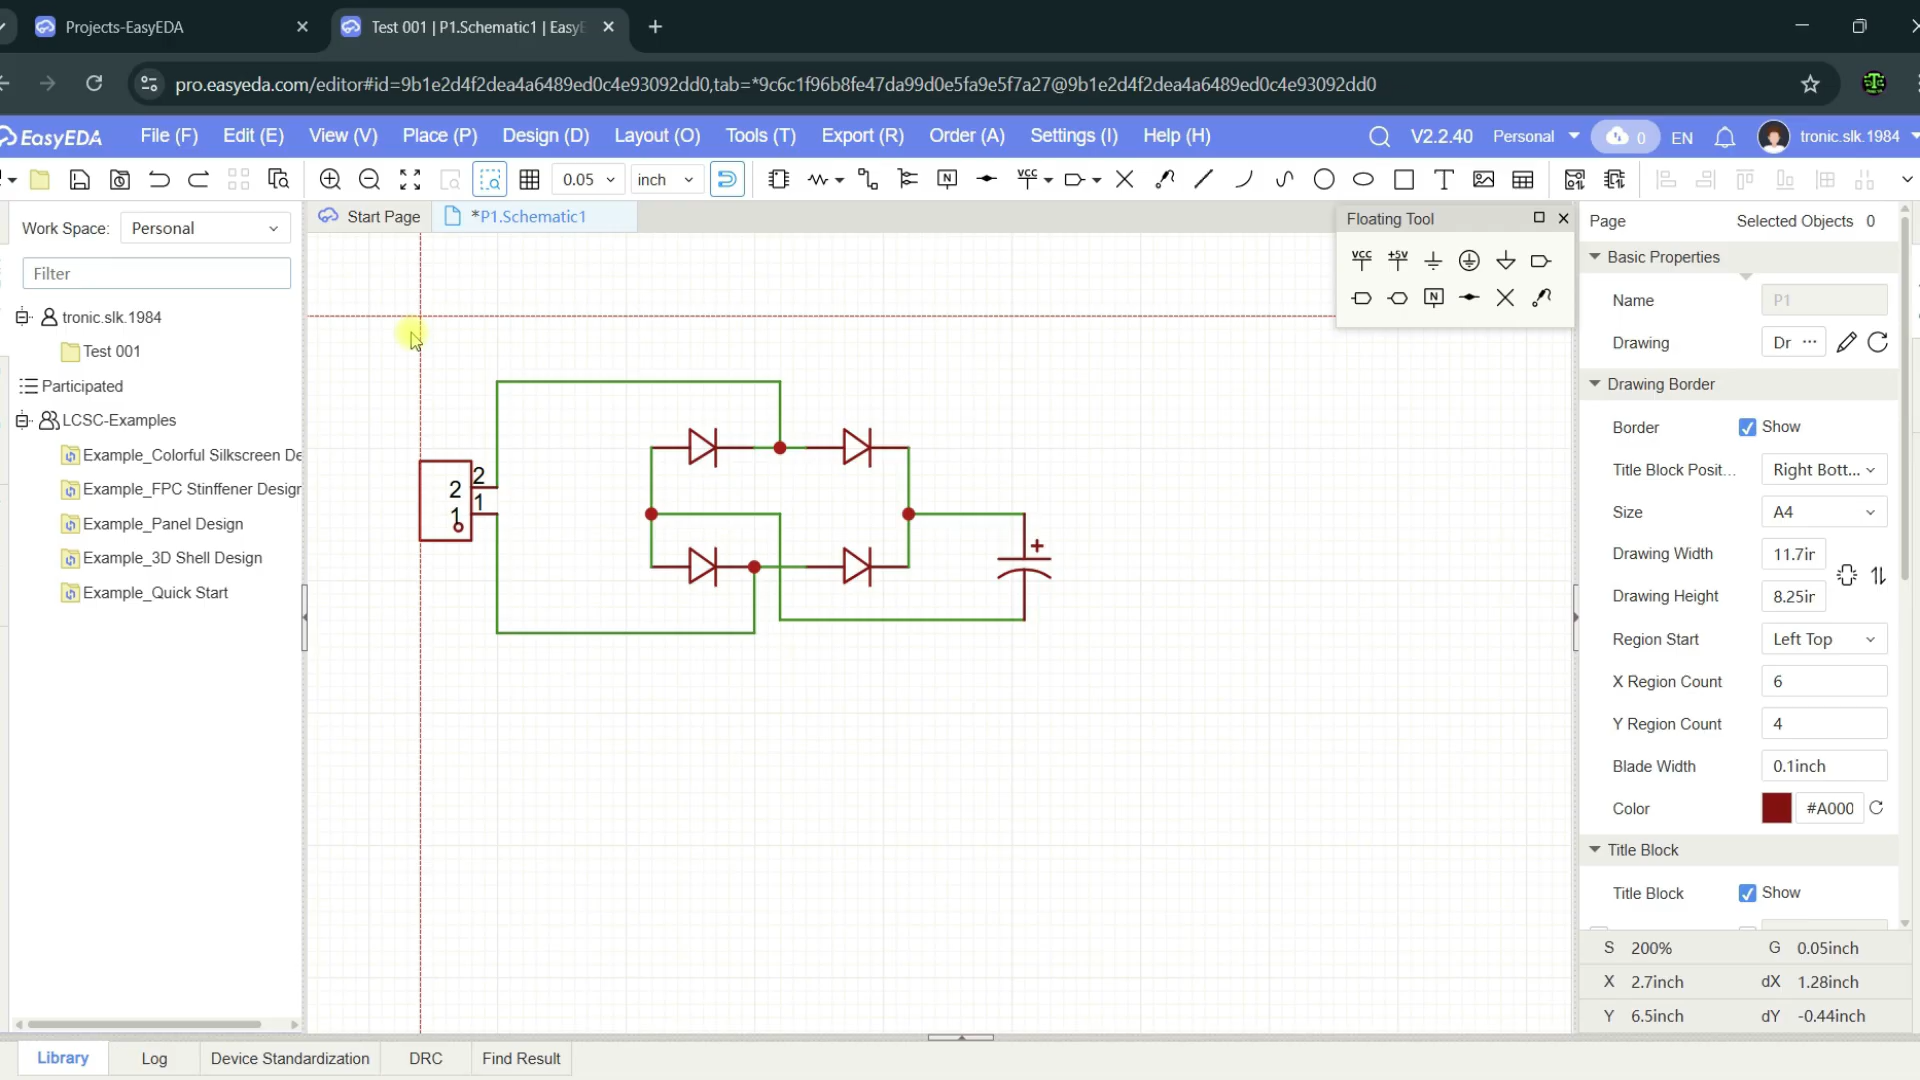 Projects-EasyEDA
Test 001 | P1.Schematic1 | EasyE
pro.easyeda.com/editor#id=9b1e2d4f2dea4a6489ed0c4e93092dd0,tab=*9c6c1f96b8fe47da99d0e5fa9e5f7a27@9b1e2d4f2dea4a6489ed0c4e93092dd0
EasyEDA File (F) Edit (E) View (V) Place (P) Design (D) Layout (O) Tools (T) Export (R) Order (A) Settings (I) Help (H) V2.2.40 Personal 0 EN tronic.slk.1984
0.05 inch N VCC T
Work Space: Personal
Filter
tronic.slk.1984
Test 001
Participated
LCSC-Examples
Example_Colorful Silkscreen De
Example_FPC Stinffener Design
Example_Panel Design
Example_3D Shell Design
Example_Quick Start
Start Page
*P1.Schematic1
2
2
1
1
+
Floating Tool
VCC +5V
N
Page Selected Objects 0
Basic Properties
Name P1
Drawing Dr ...
Drawing Border
Border Show
Title Block Posit... Right Bott...
Size A4
Drawing Width 11.7ir
Drawing Height 8.25ir
Region Start Left Top
X Region Count 6
Y Region Count 4
Blade Width 0.1inch
Color #A000
Title Block
Title Block Show
S 200% G 0.05inch
X 2.7inch dX 1.28inch
Y 6.5inch dY -0.44inch
Library Log Device Standardization DRC Find Result